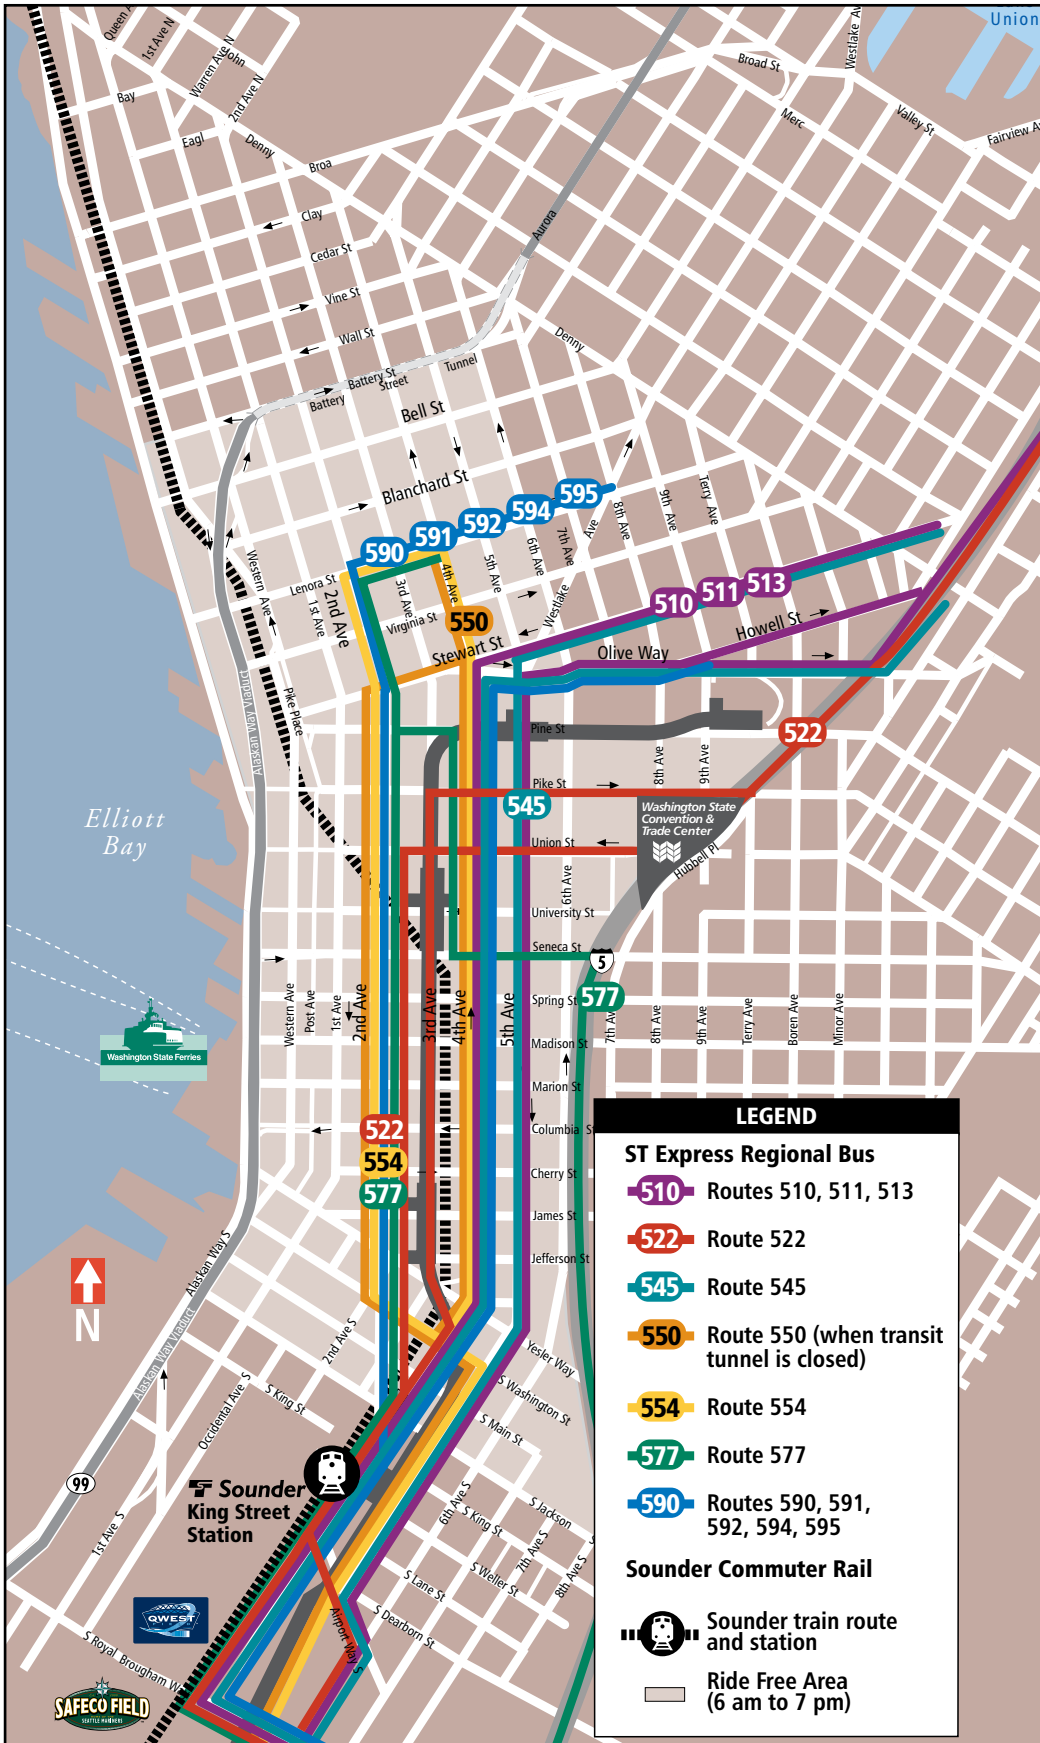 Union
Queen A
1st Ave N
Warren Ave N
John
2nd Ave N
Bay
Eagl
Denny
Broa
Clay
Cedar St
Vine St
Wall St
Battery St
Street
Tunnel
Battery
Bell St
Blanchard St
Aurora
Denny
Broad St
Westlake Av
Merc
Valley St
Fairview A
Terry Ave
9th Ave
8th Ave
Ave
7th Ave
6th Ave
5th Ave
4th Ave
3rd Ave
Westlake
595
594
592
591
590
Lenora St
2nd Ave
1st Ave
Western Ave
Virginia St
550
Stewart St
510
511
513
Howell St
Olive Way
Alaskan Way Viaduct
Pike Place
Pine St
522
8th Ave
9th Ave
Pike St
545
Washington State
Convention &
Trade Center
Union St
Hubbell Pl
6th Ave
Elliott
Bay
University St
Seneca St
5
577
Spring St
7th Ave
8th Ave
9th Ave
Terry Ave
Boren Ave
Minor Ave
Western Ave
Post Ave
1st Ave
2nd Ave
3rd Ave
4th Ave
5th Ave
Madison St
Washington State Ferries
Marion St
Columbia St
522
554
577
Cherry St
James St
Jefferson St
N
Alaskan Way S
Alaskan Way Viaduct
2nd Ave S
S King St
Occidental Ave S
Yesler Way
S Washington St
S Main St
99
Sounder
King Street
Station
1st Ave S
6th Ave S
S Jackson
S
S King St
7th Ave S
8th Ave S
S Weller St
S Lane St
S Dearborn St
Airport Way S
QWEST
S Royal Brougham W
SAFECO FIELD
SEATTLE MARINERS
LEGEND
ST Express Regional Bus
510 Routes 510, 511, 513
522 Route 522
545 Route 545
550 Route 550 (when transit
tunnel is closed)
554 Route 554
577 Route 577
590 Routes 590, 591,
592, 594, 595
Sounder Commuter Rail
Sounder train route
and station
Ride Free Area
(6 am to 7 pm)